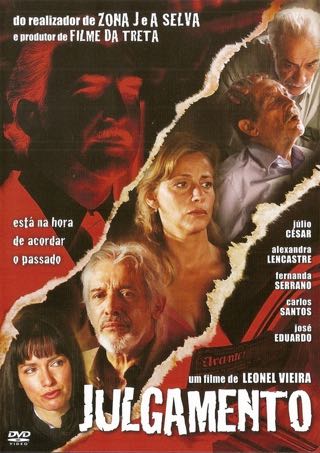 do realizador de ZONA J e A SELVA
e produtor de FILME DA TRETA
está na hora
de acordar
o passado
júlio
CÉSAR
alexandra
LENCASTRE
fernanda
SERRANO
carlos
SANTOS
josé
EDUARDO
Avante
um filme de LEONEL VIEIRA
JULGAMENTO
DVD
VIDEO